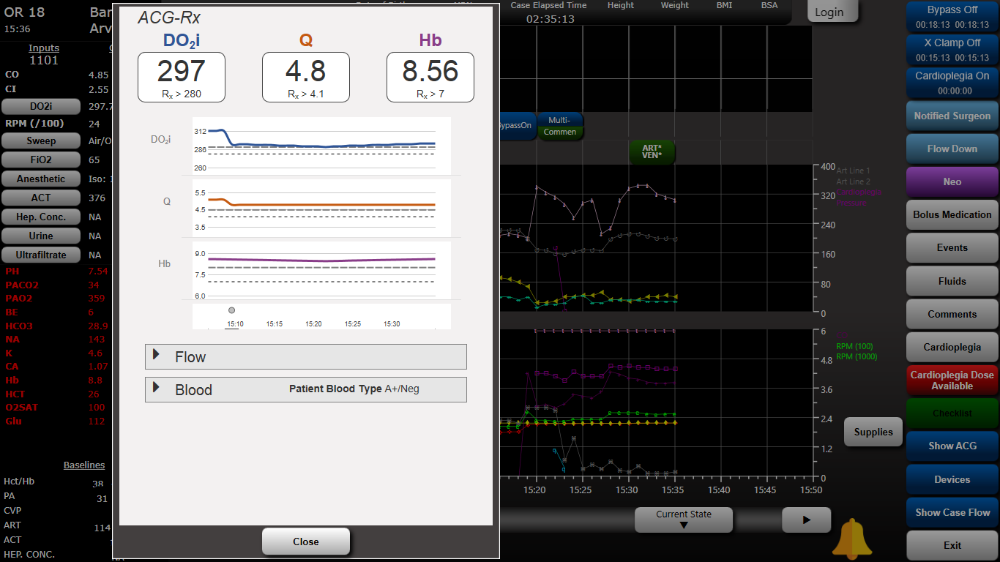 OR 18
Bar
15:36
Arv
Inputs
1101
CO 4.85
CI 2.55
DO2i 297.7
RPM (/100) 24
Sweep Air/O
FiO2 65
Anesthetic Iso: 1
ACT 376
Hep. Conc. NA
Urine NA
Ultrafiltrate NA
PH 7.54
PACO2 34
PAO2 359
BE 6
HCO3 28.9
NA 143
K 4.6
CA 1.07
Hb 8.8
HCT 26
O2SAT 100
Glu 112
Baselines
Hct/Hb 38
PA 31
CVP
ART 114
ACT
HEP. CONC.
ACG-Rx
DO2i Q Hb
297 4.8 8.56
Rx > 280 Rx > 4.1 Rx > 7
DO2i
312
286
260
Q
5.5
4.5
3.5
Hb
9.0
7.5
6.0
15:10 15:15 15:20 15:25 15:30
Flow
Blood Patient Blood Type A+/Neg
Close
Case Elapsed Time Height Weight BMI BSA
02:35:13
Login
BypassOn
Multi-
Commen
ART*
VEN*
400
320
240
160
80
0
Art Line 1
Art Line 2
Cardioplegia
Pressure
6
4.8
3.6
2.4
1.2
0
RPM (100)
RPM (1000)
15:20 15:25 15:30 15:35 15:40 15:45 15:50
Supplies
Current State
Bypass Off
00:18:13 00:18:13
X Clamp Off
00:15:13 00:15:13
Cardioplegia On
00:00:00
Notified Surgeon
Flow Down
Neo
Bolus Medication
Events
Fluids
Comments
Cardioplegia
Cardioplegia Dose
Available
Checklist
Show ACG
Devices
Show Case Flow
Exit